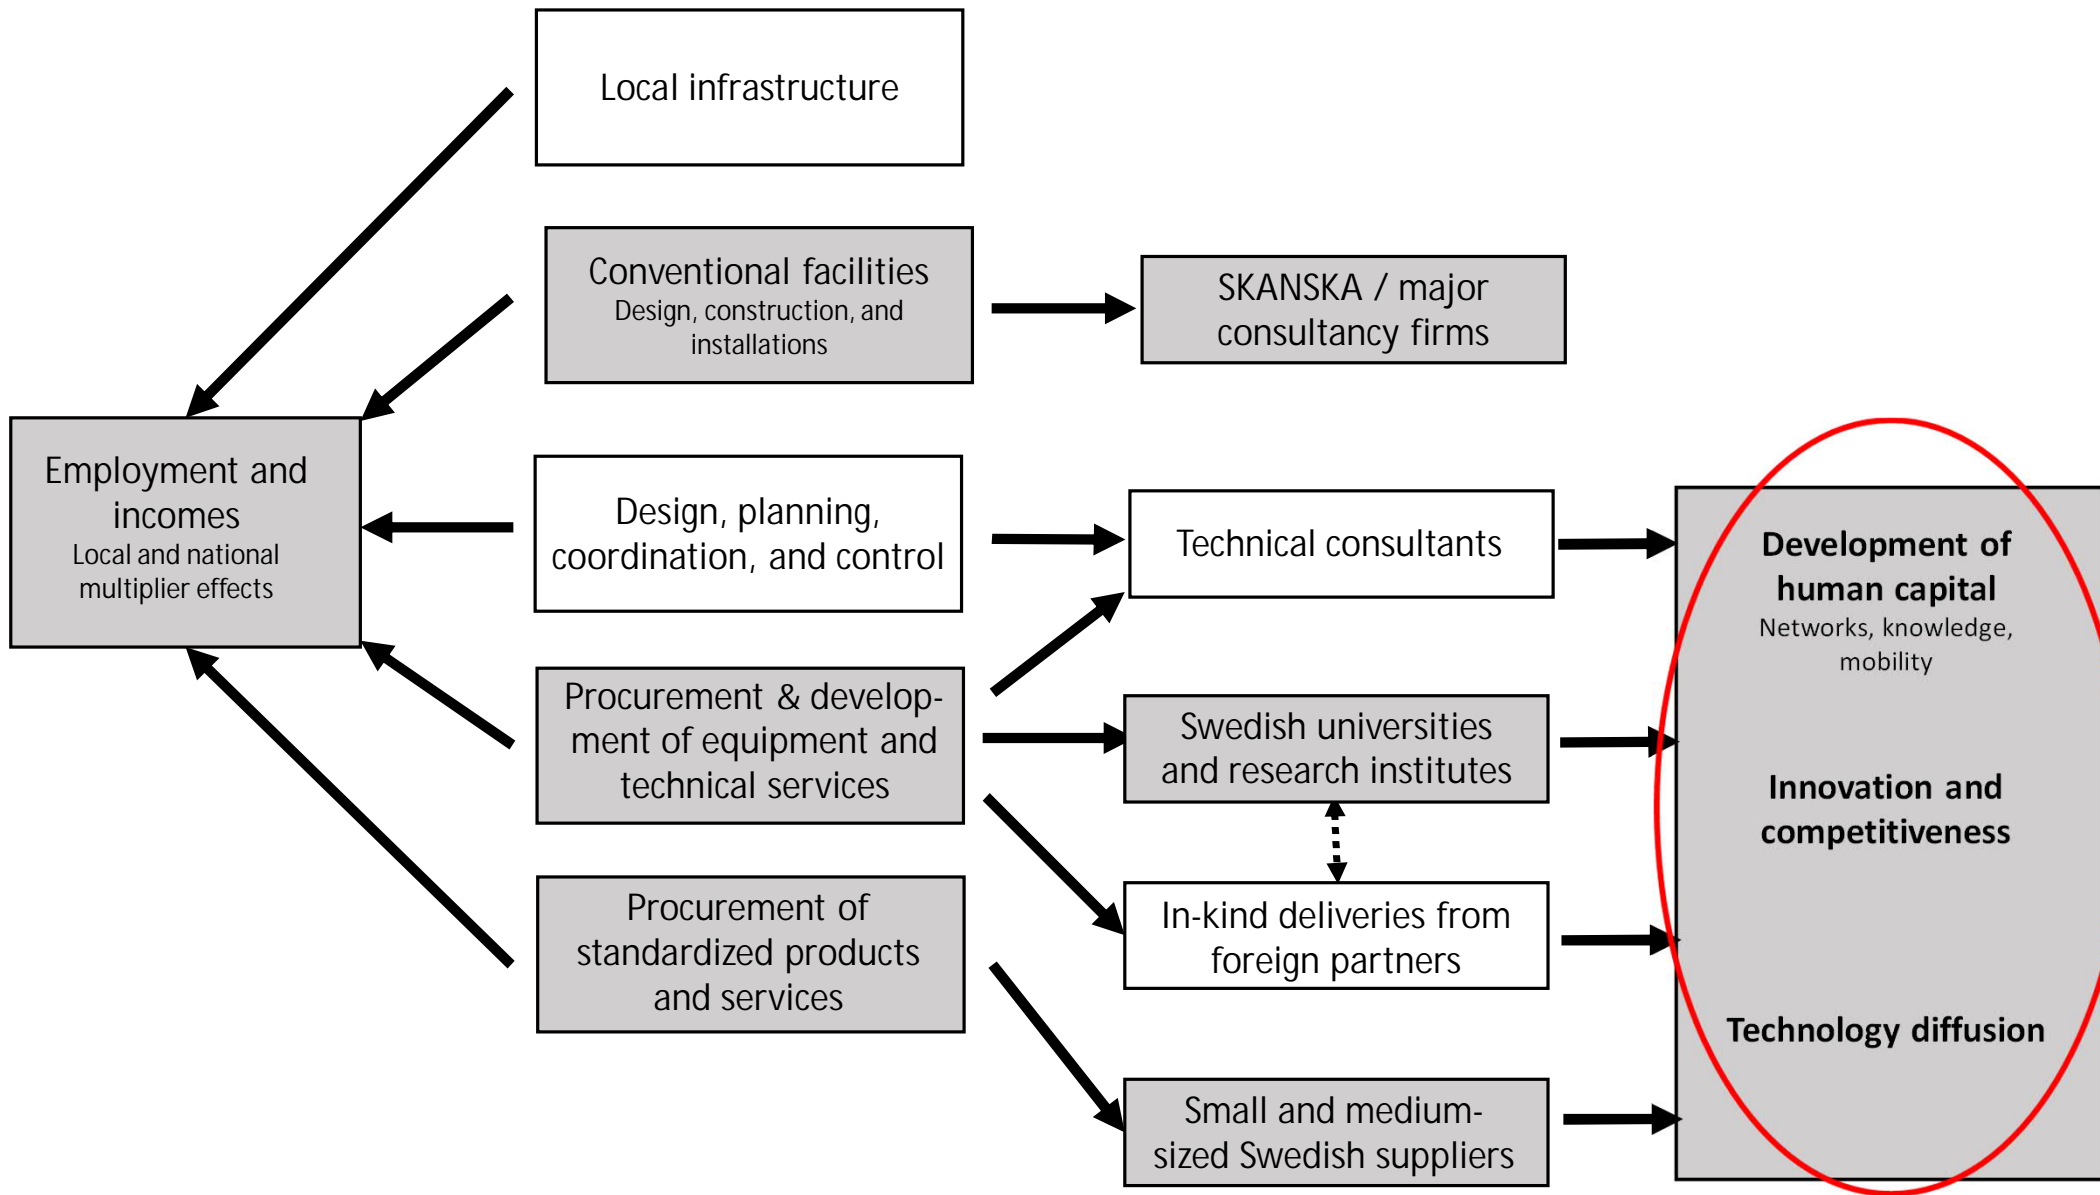 Local infrastructure
Conventional facilities
Design, construction, and
installations
SKANSKA / major
consultancy firms
Employment and
incomes
Local and national
multiplier effects
Design, planning,
coordination, and control
Technical consultants
Development of
human capital
Networks, knowledge,
mobility
Procurement & develop-
ment of equipment and
technical services
Swedish universities
and research institutes
Innovation and
competitiveness
Procurement of
standardized products
and services
In-kind deliveries from
foreign partners
Technology diffusion
Small and medium-
sized Swedish suppliers